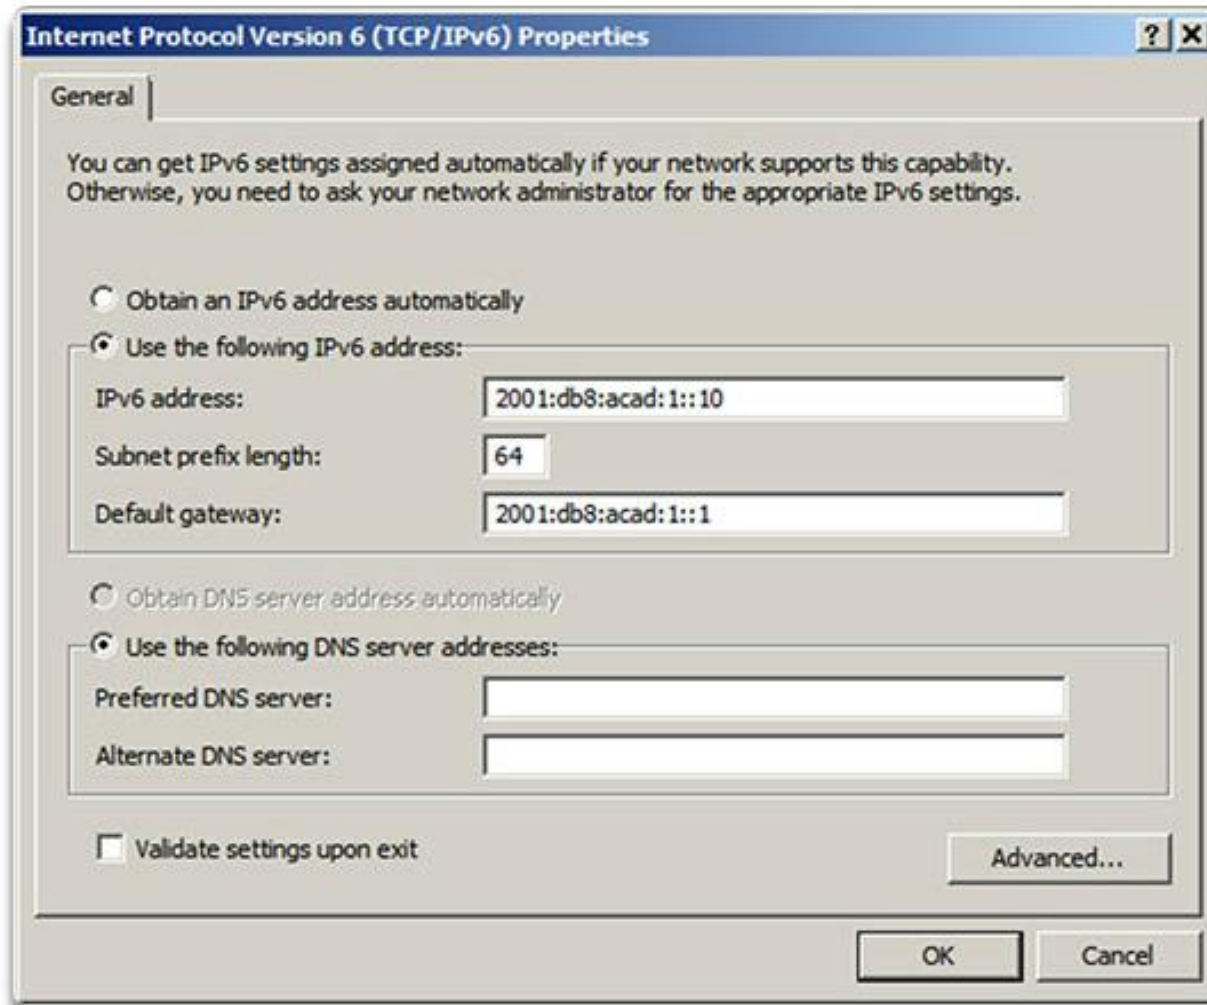 Internet Protocol Version 6 (TCP/IPv6) Properties
General
You can get IPv6 settings assigned automatically if your network supports this capability.
Otherwise, you need to ask your network administrator for the appropriate IPv6 settings.
Obtain an IPv6 address automatically
Use the following IPv6 address:
IPv6 address: 2001:db8:acad:1::10
Subnet prefix length: 64
Default gateway: 2001:db8:acad:1::1
Obtain DNS server address automatically
Use the following DNS server addresses:
Preferred DNS server:
Alternate DNS server:
Validate settings upon exit
Advanced...
OK Cancel